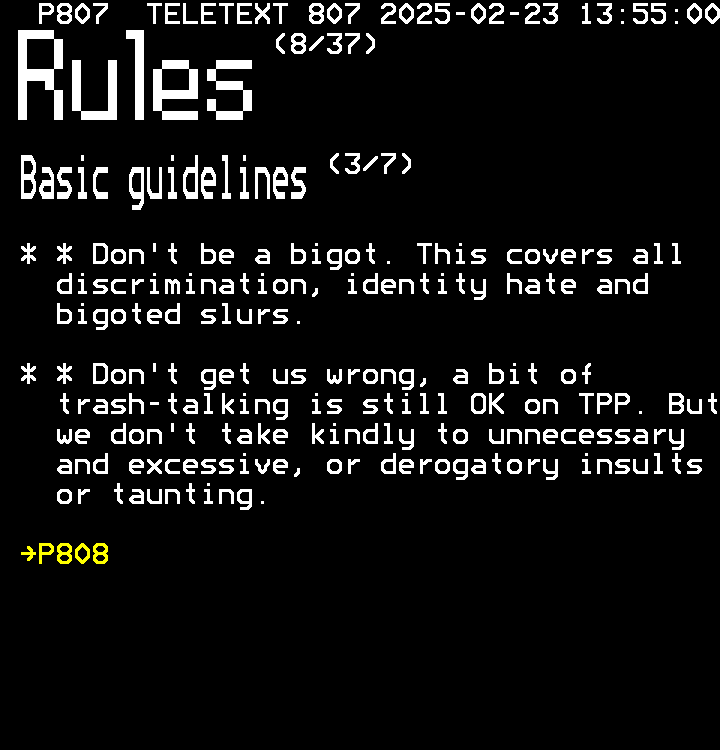 P807 TELETEXT 807 2025-02-23 13:55:00
Rules (8/37)
Basic guidelines (3/7)
* * Don't be a bigot. This covers all
discrimination, identity hate and
bigoted slurs.
* * Don't get us wrong, a bit of
trash-talking is still OK on TPP. But
we don't take kindly to unnecessary
and excessive, or derogatory insults
or taunting.
→P808